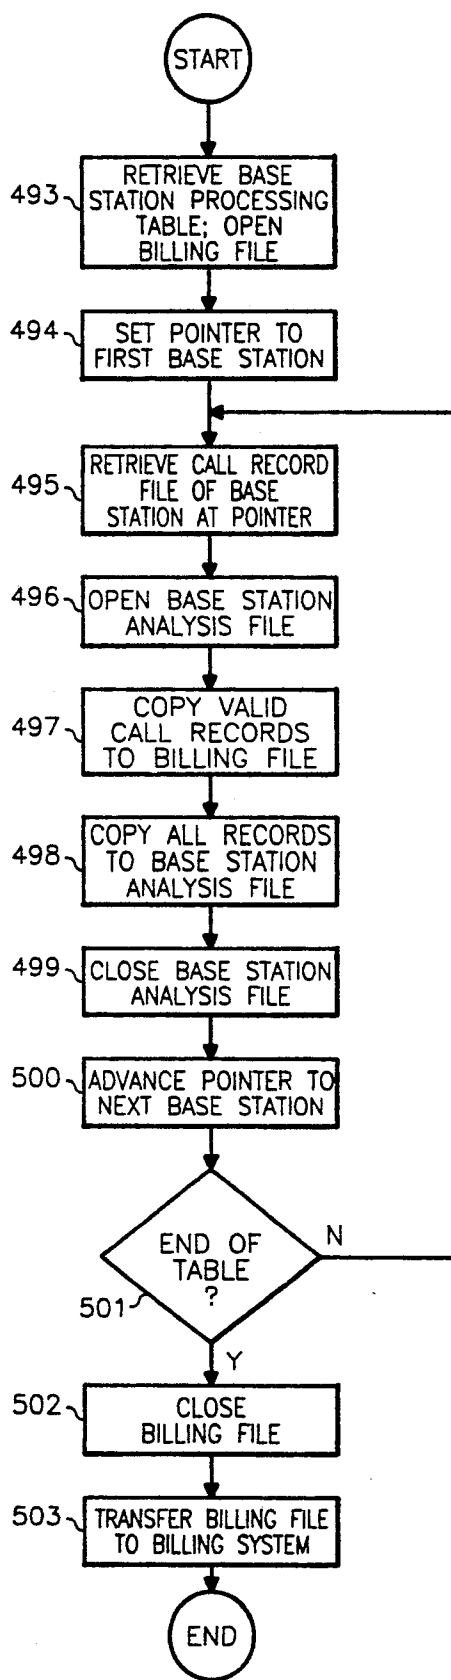 START
493
RETRIEVE BASE
STATION PROCESSING
TABLE; OPEN
BILLING FILE
494
SET POINTER TO
FIRST BASE STATION
495
RETRIEVE CALL RECORD
FILE OF BASE
STATION AT POINTER
496
OPEN BASE STATION
ANALYSIS FILE
497
COPY VALID
CALL RECORDS
TO BILLING FILE
498
COPY ALL RECORDS
TO BASE STATION
ANALYSIS FILE
499
CLOSE BASE STATION
ANALYSIS FILE
500
ADVANCE POINTER TO
NEXT BASE STATION
END OF
TABLE
?
501
N
Y
502
CLOSE
BILLING FILE
503
TRANSFER BILLING FILE
TO BILLING SYSTEM
END